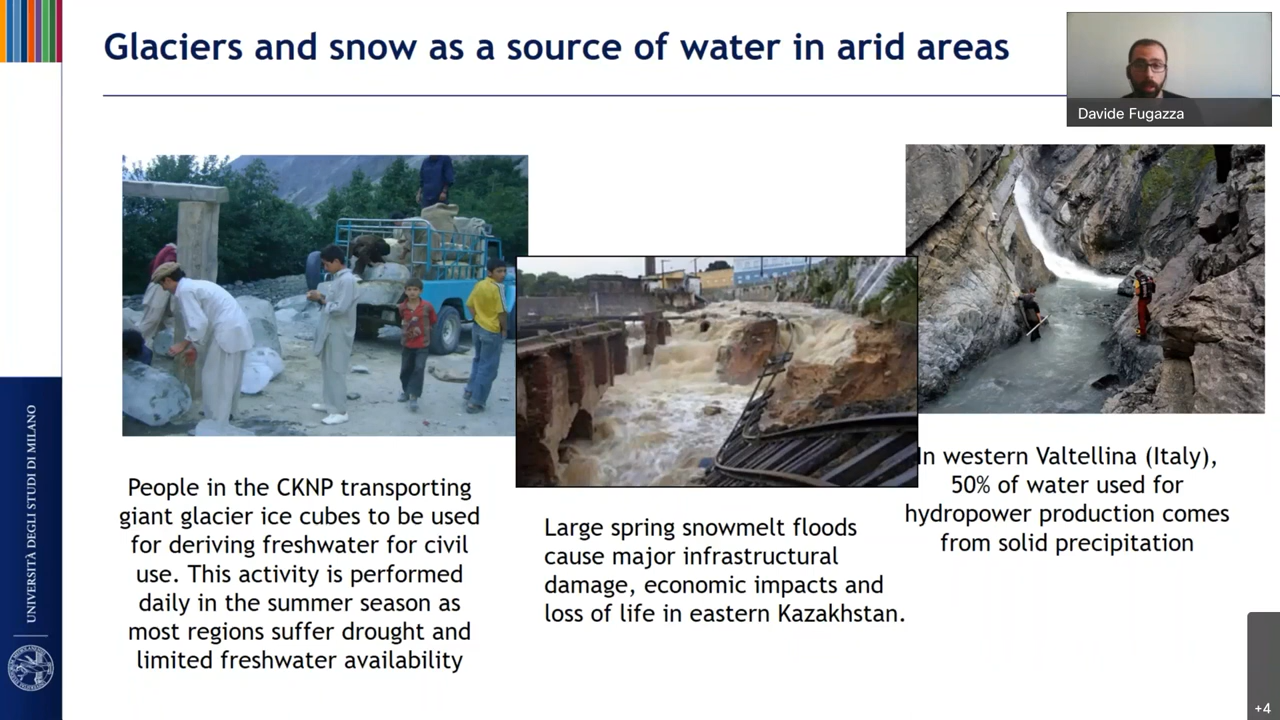 Glaciers and snow as a source of water in arid areas
Davide Fugazza
People in the CKNP transporting
giant glacier ice cubes to be used
for deriving freshwater for civil
use. This activity is performed
daily in the summer season as
most regions suffer drought and
limited freshwater availability
Large spring snowmelt floods
cause major infrastructural
damage, economic impacts and
loss of life in eastern Kazakhstan.
In western Valtellina (Italy),
50% of water used for
hydropower production comes
from solid precipitation
UNIVERSITÀ DEGLI STUDI DI MILANO
+4